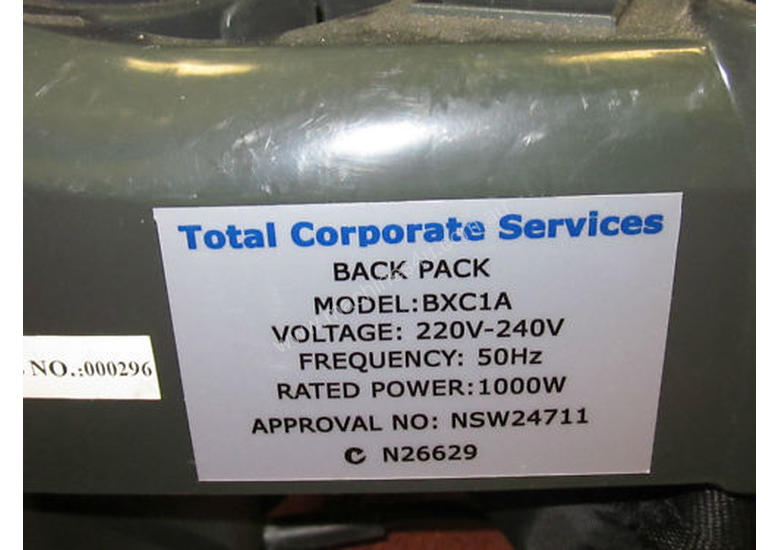 Total Corporate Services
BACK PACK
MODEL:BXC1A
VOLTAGE: 220V-240V
FREQUENCY: 50Hz
RATED POWER:1000W
APPROVAL NO: NSW24711
N26629
NO.:000296